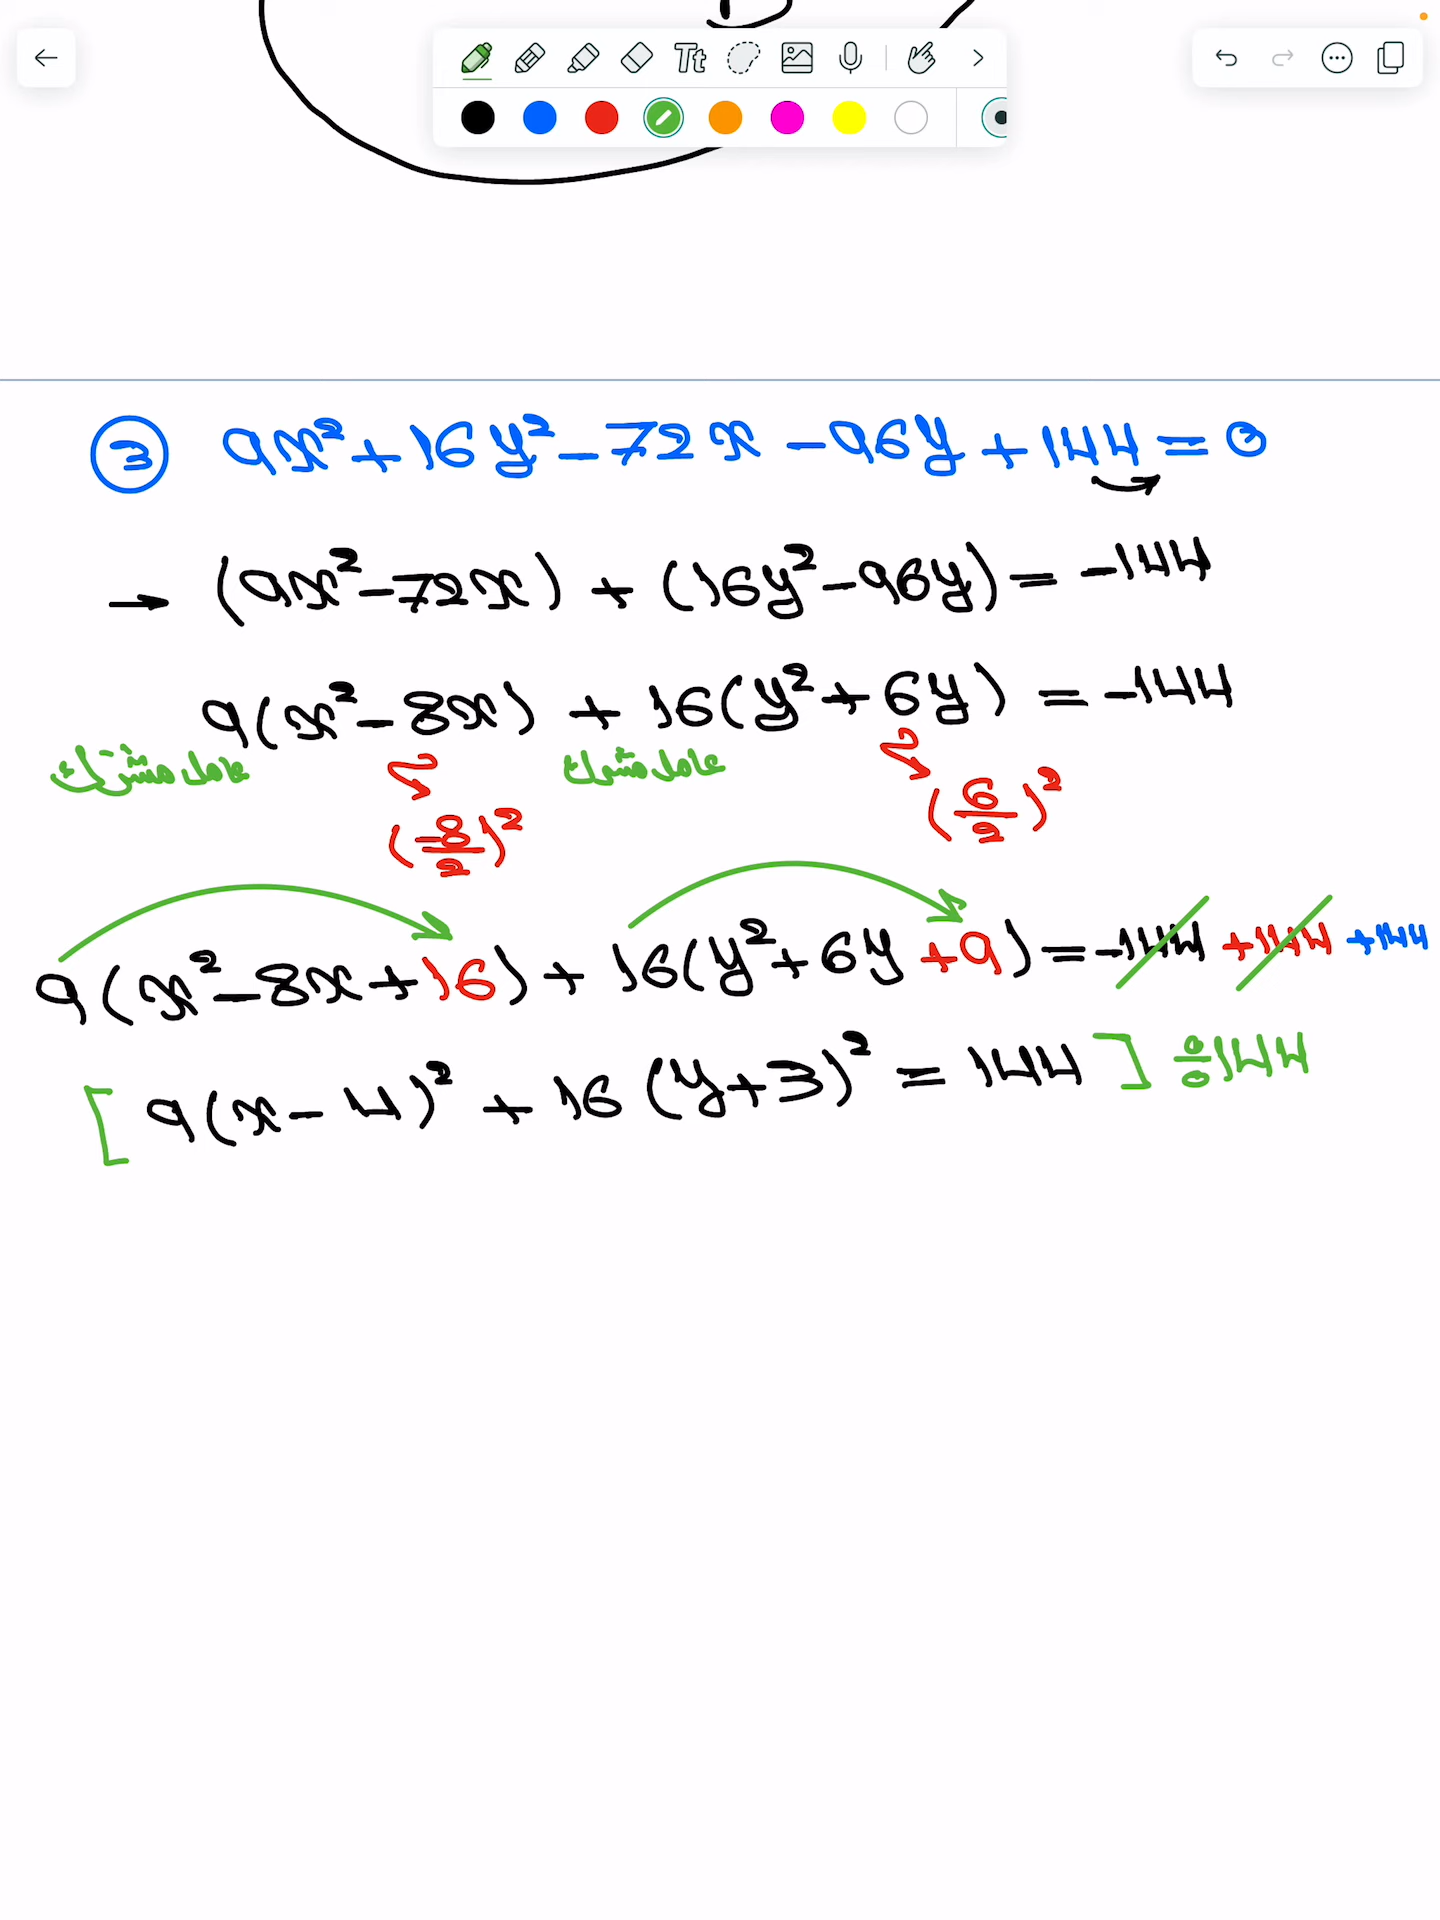 Tt
③ 9x² + 16y² - 72x - 96y + 144 = 0
→ (9x² - 72x) + (16y² - 96y) = -144
9(x² - 8x) + 16(y² + 6y) = -144
عامل مشترك عامل مشترك
(-8/2)² (6/2)²
9(x² - 8x + 16) + 16(y² + 6y + 9) = -144 + 144 + 144
[ 9(x - 4)² + 16(y + 3)² = 144 ] ÷ 144